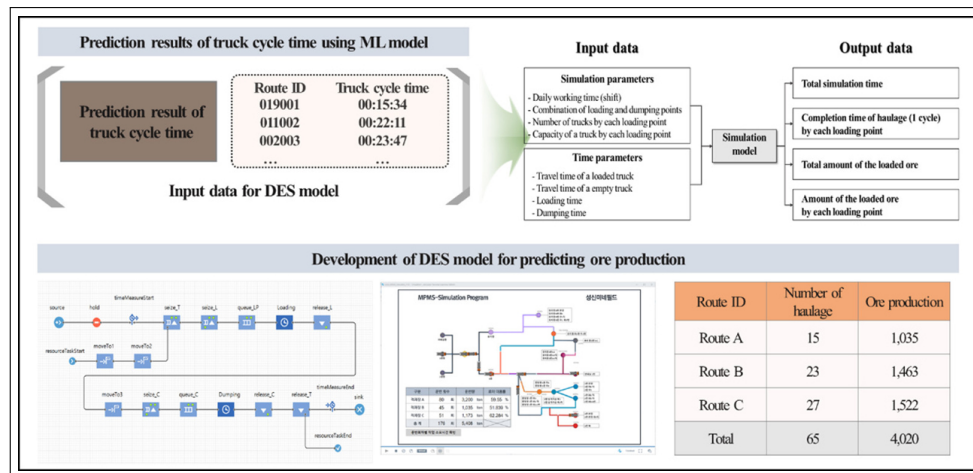 Prediction results of truck cycle time using ML model
Prediction result of
truck cycle time
Route ID Truck cycle time
019001 00:15:34
011002 00:22:11
002003 00:23:47
... ...
Input data for DES model
Input data
Simulation parameters
- Daily working time (shift)
- Combination of loading and dumping points
- Number of trucks by each loading point
- Capacity of a truck by each loading point
Time parameters
- Travel time of a loaded truck
- Travel time of a empty truck
- Loading time
- Dumping time
Simulation
model
Output data
Total simulation time
Completion time of haulage (1 cycle)
by each loading point
Total amount of the loaded ore
Amount of the loaded ore
by each loading point
Development of DES model for predicting ore production
source
hold
timeMeasureStart
seize_T
seize_L
queue_LP
Loading
release_L
resourceTaskStart
moveTo1
moveTo2
moveTo3
seize_C
queue_C
Dumping
release_C
release_T
timeMeasureEnd
sink
resourceTaskEnd
MPMS-Simulation Program
성신미네필드
Route ID Number of haulage Ore production
Route A 15 1,035
Route B 23 1,463
Route C 27 1,522
Total 65 4,020